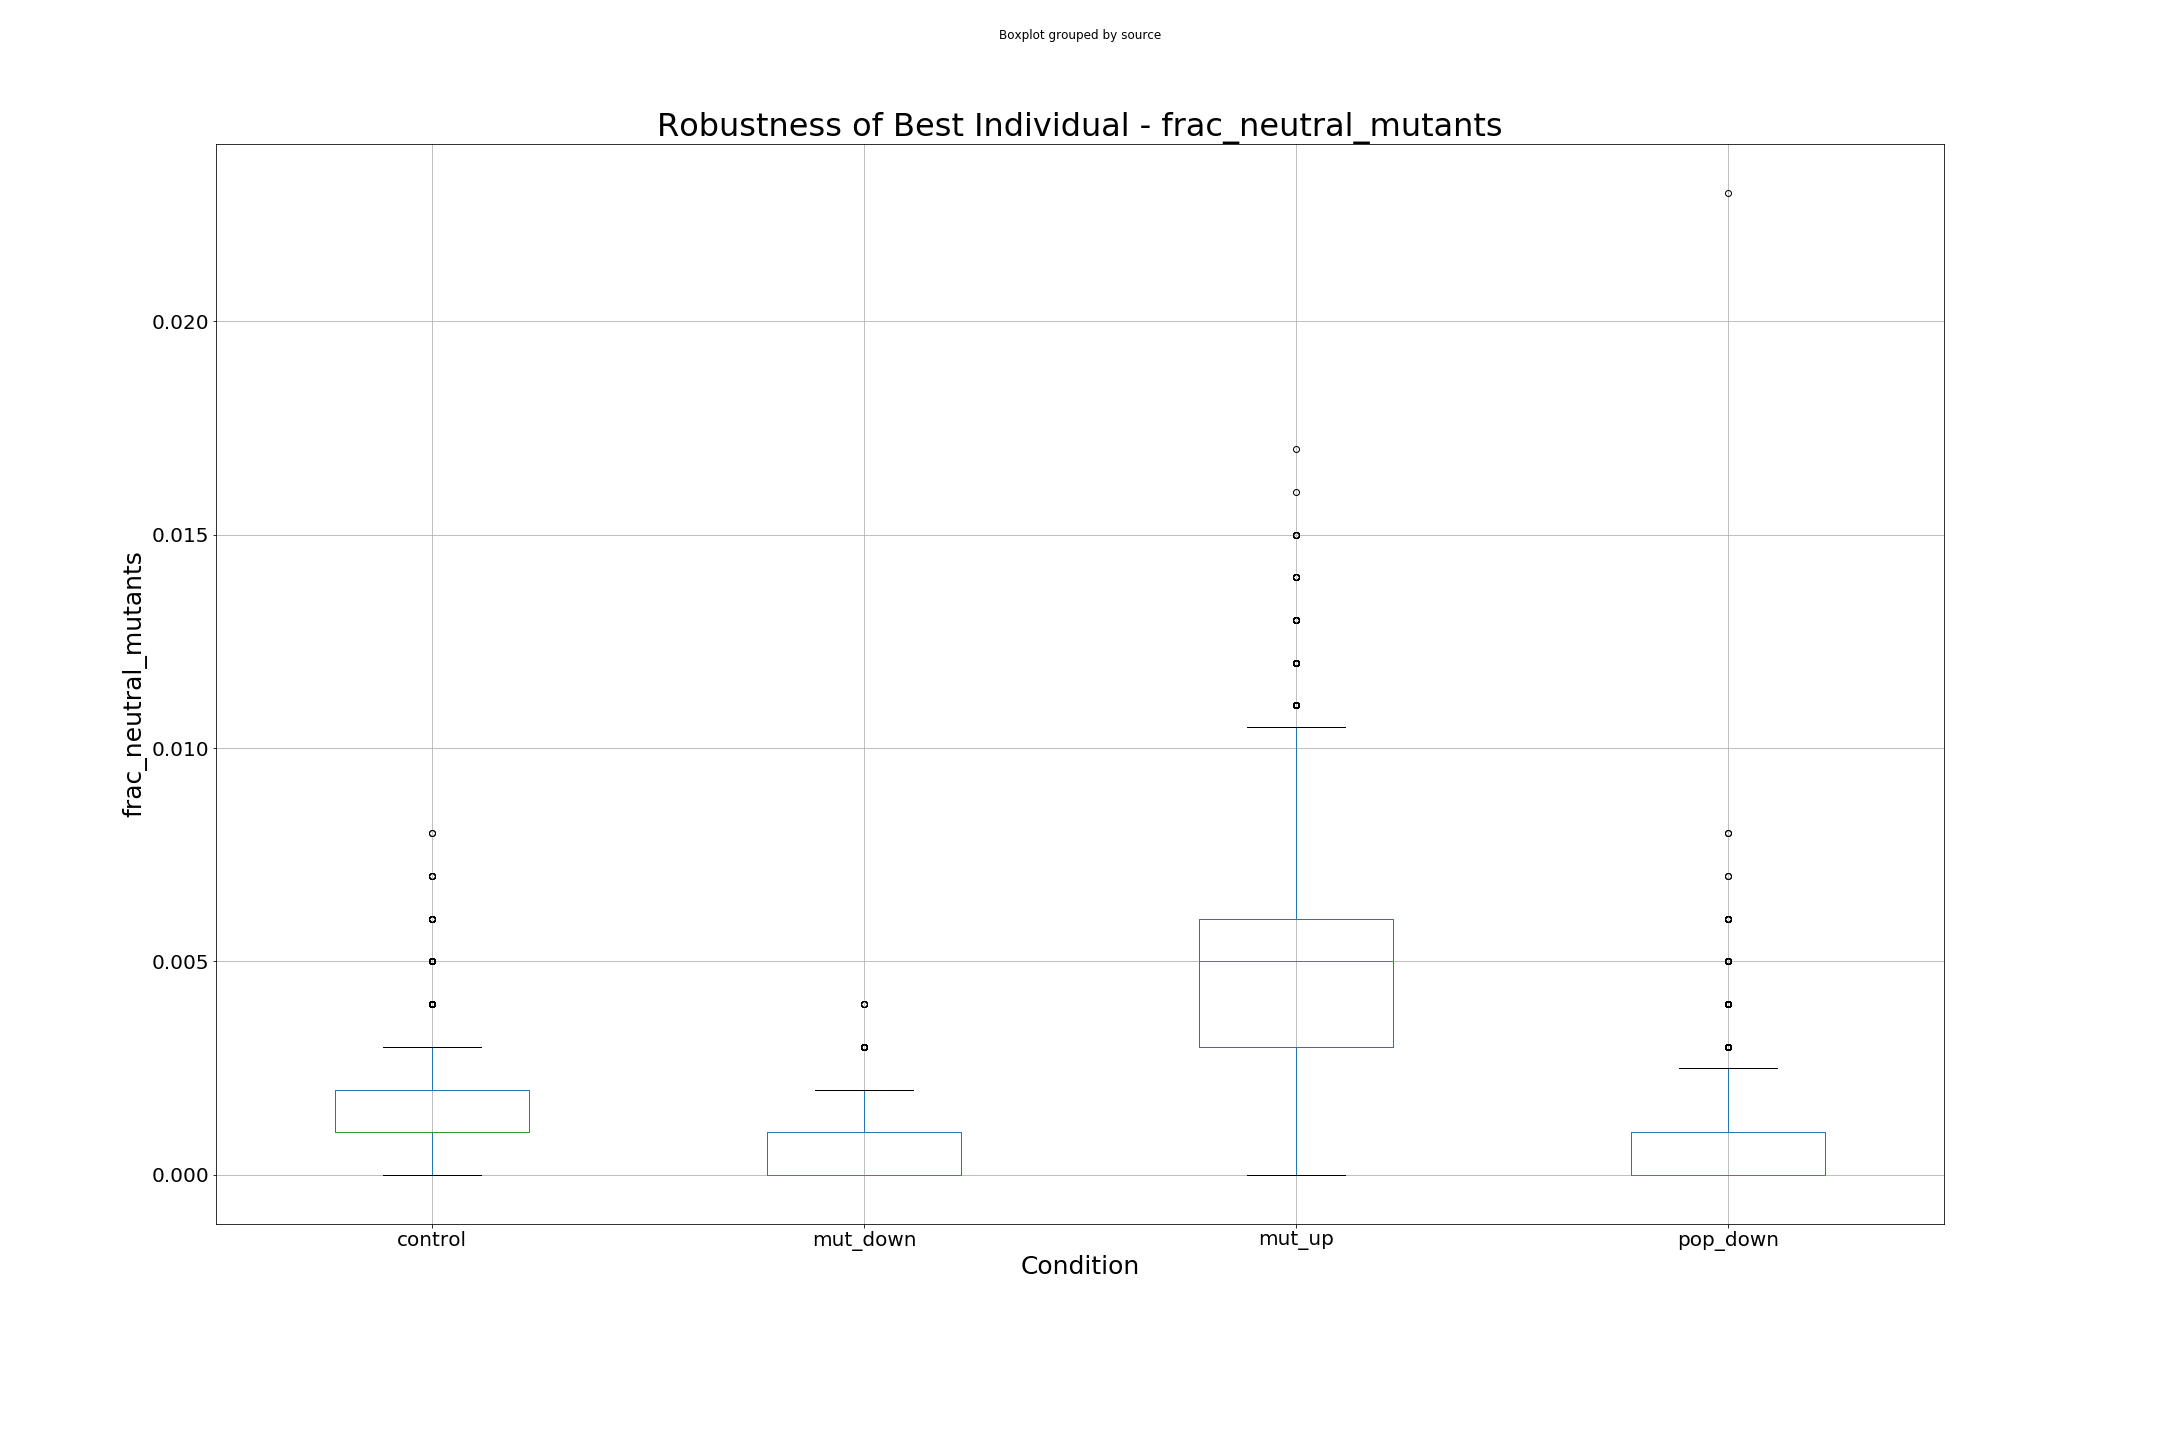 Boxplot grouped by source
Robustness of Best Individual - frac_neutral_mutants
frac_neutral_mutants
0.020
0.015
0.010
0.005
0.000
control mut_down mut_up pop_down
Condition